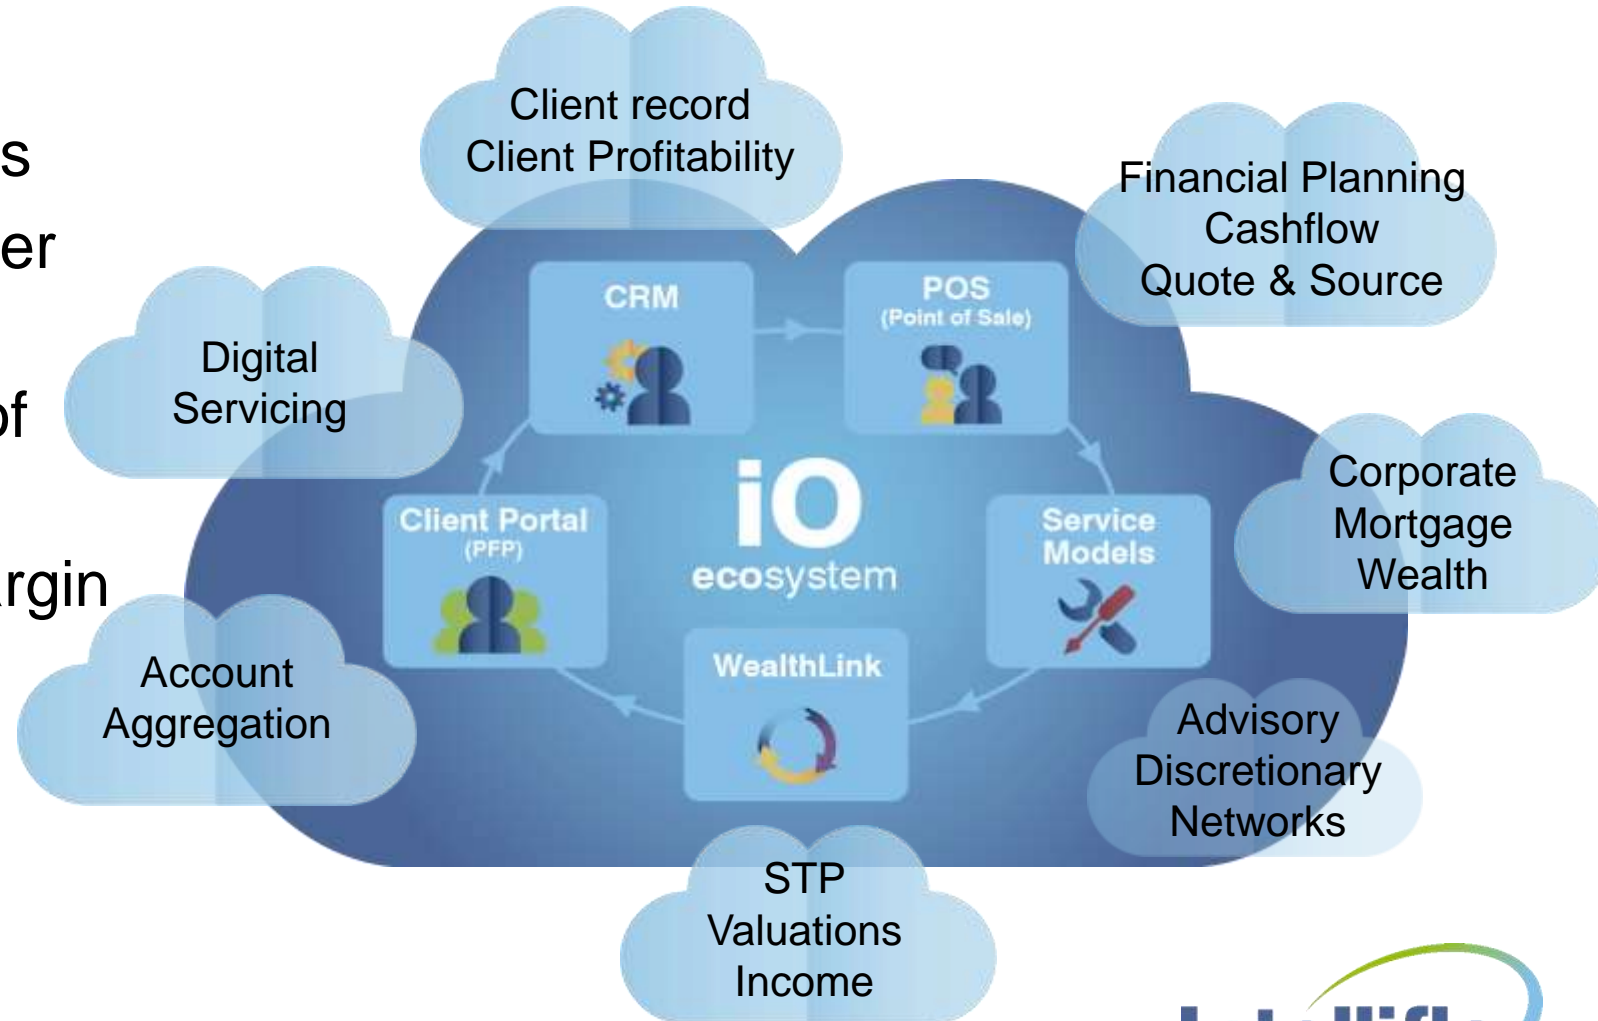 s
er
of
rgin
Client record
Client Profitability
Financial Planning
Cashflow
Quote & Source
Digital
Servicing
CRM
POS
(Point of Sale)
iO
ecosystem
Client Portal
(PFP)
Service
Models
Corporate
Mortgage
Wealth
WealthLink
Account
Aggregation
Advisory
Discretionary
Networks
STP
Valuations
Income